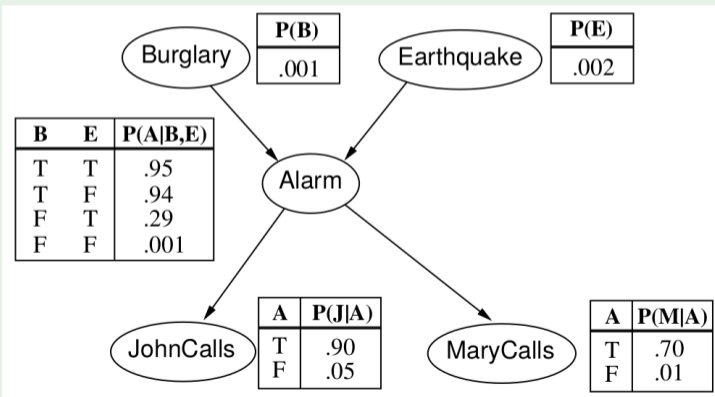 Burglary
P(B)
.001
Earthquake
P(E)
.002
B E P(A|B,E)
T T .95
T F .94
F T .29
F F .001
Alarm
JohnCalls
A P(J|A)
T .90
F .05
MaryCalls
A P(M|A)
T .70
F .01